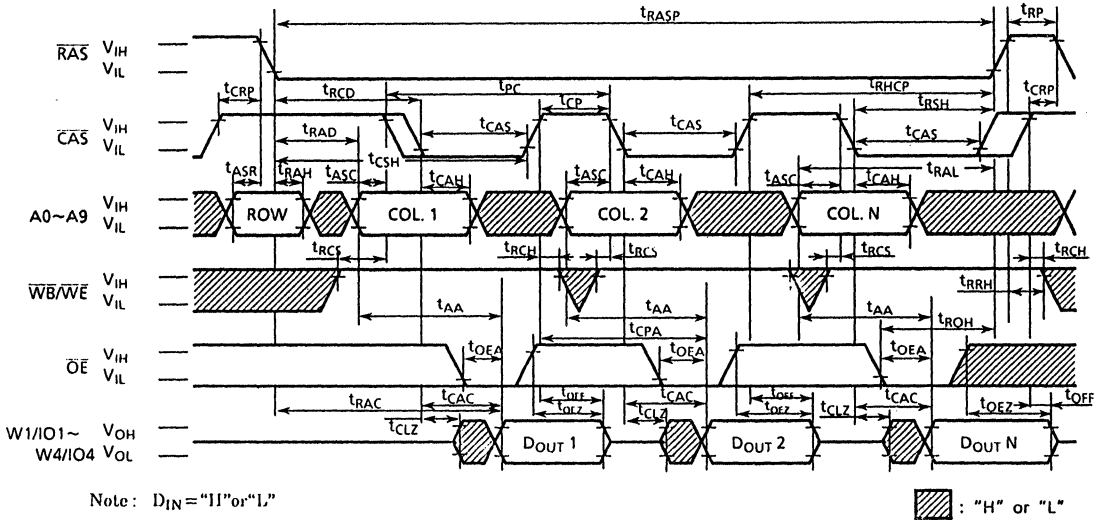 tRASP tRP
RAS VIH
VIL
tCRP tRCD tPC tCP tRHCP tRSH tCRP
CAS VIH
VIL
tRAD tCAS tCAS tCAS
tCSH tRAL
tASR tRAH tASC tCAH tASC tCAH tASC tCAH
A0~A9 VIH
VIL
ROW COL. 1 COL. 2 COL. N
tRCS tRCH tRCS tRCS tRCH
WB/WE VIH
VIL
tRRH
tAA tAA tAA
tCPA tROH
OE VIH
VIL
tOEA tOEA tOEA
tRAC tCAC tOFF tCAC tOFF tCAC tOFF
tCLZ tOEZ tCLZ tOEZ tCLZ tOEZ
W1/IO1~ VOH
W4/IO4 VOL
DOUT 1 DOUT 2 DOUT N
Note : DIN="H"or"L"
: "H" or "L"